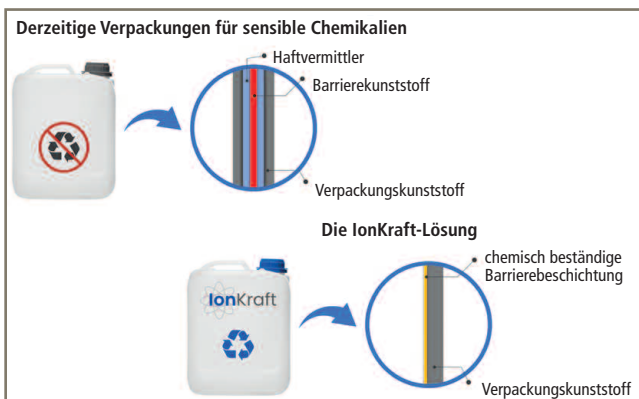 Derzeitige Verpackungen für sensible Chemikalien
Haftvermittler
Barrierekunststoff
Verpackungskunststoff
Die IonKraft-Lösung
chemisch beständige
Barrierebeschichtung
IonKraft
Verpackungskunststoff